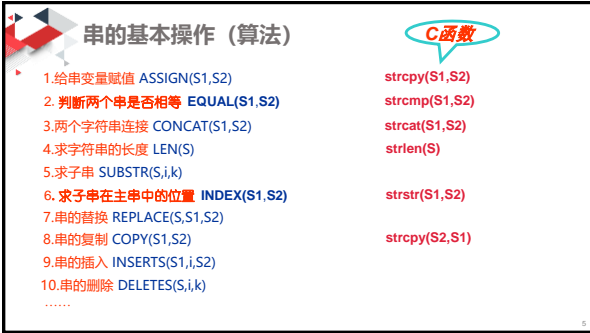 串的基本操作（算法） C函数
1.给串变量赋值 ASSIGN(S1,S2) strcpy(S1,S2)
2. 判断两个串是否相等 EQUAL(S1,S2) strcmp(S1,S2)
3.两个字符串连接 CONCAT(S1,S2) strcat(S1,S2)
4.求字符串的长度 LEN(S) strlen(S)
5.求子串 SUBSTR(S,i,k)
6. 求子串在主串中的位置 INDEX(S1,S2) strstr(S1,S2)
7.串的替换 REPLACE(S,S1,S2)
8.串的复制 COPY(S1,S2) strcpy(S2,S1)
9.串的插入 INSERTS(S1,i,S2)
10.串的删除 DELETES(S,i,k)
……
5